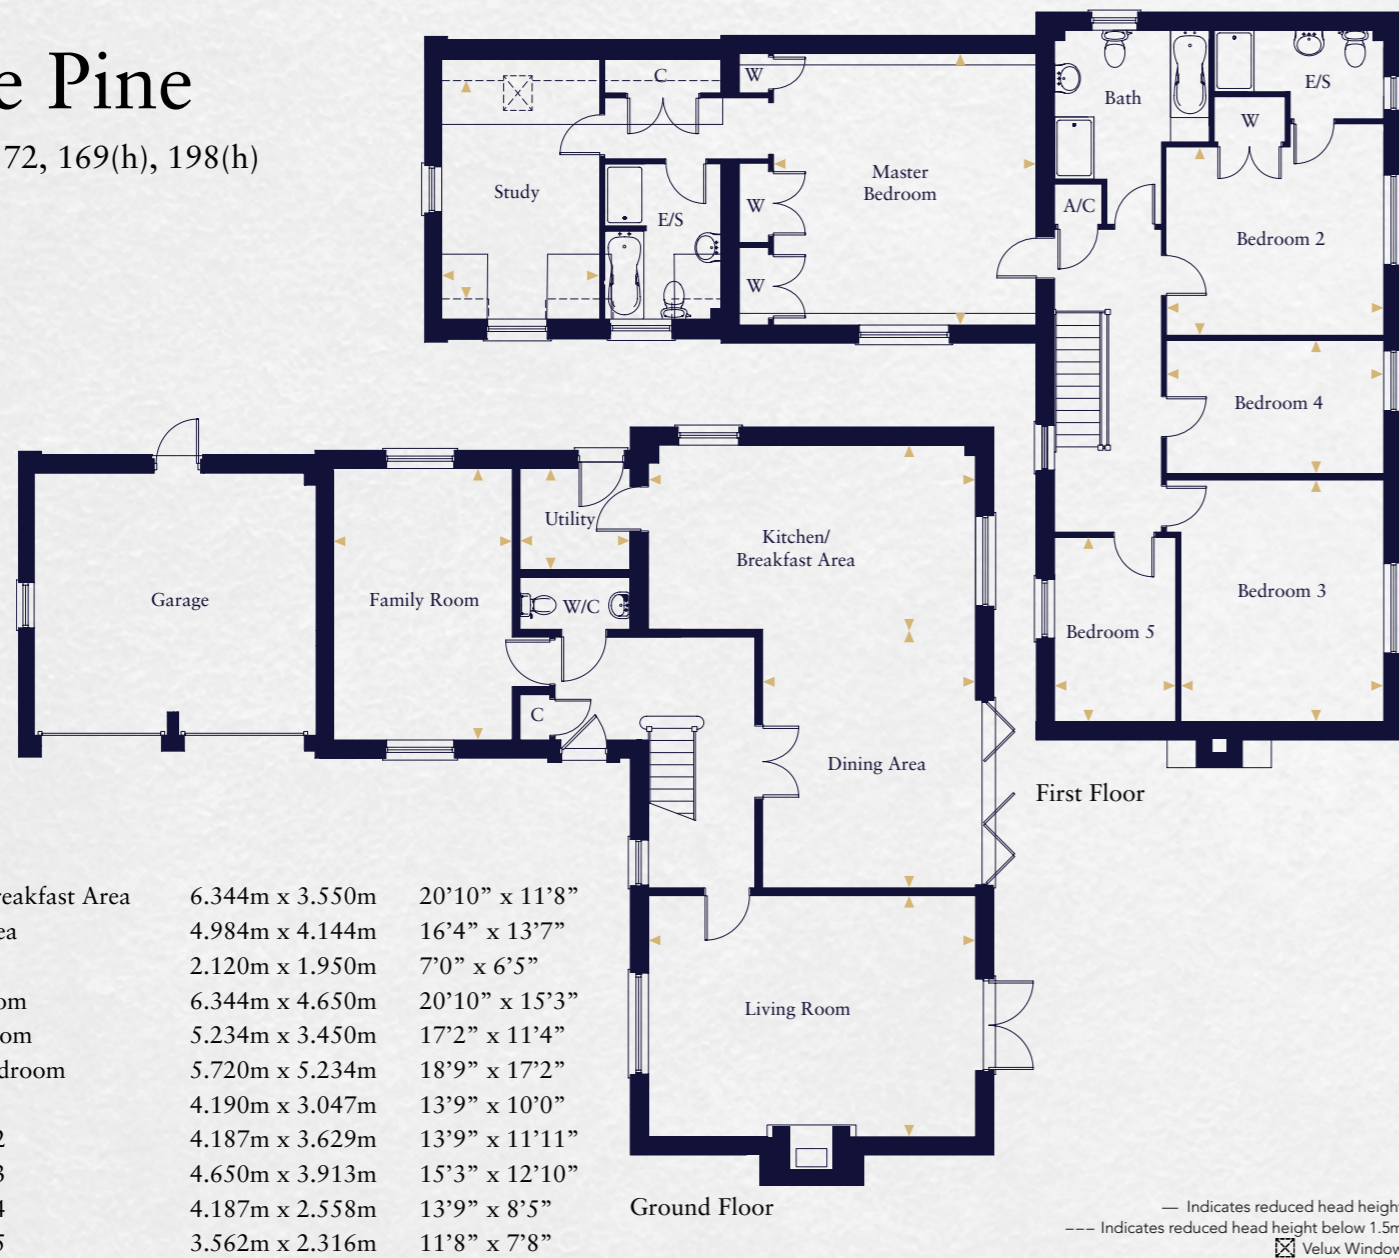 e Pine
72, 169(h), 198(h)
C
W
Study
E/S
W
W
Master
Bedroom
Bath
E/S
W
A/C
Bedroom 2
Bedroom 4
Bedroom 3
Bedroom 5
First Floor
Garage
Family Room
Utility
W/C
C
Kitchen/
Breakfast Area
Dining Area
Living Room
Ground Floor
reakfast Area 6.344m x 3.550m 20’10” x 11’8”
ea 4.984m x 4.144m 16’4” x 13’7”
2.120m x 1.950m 7’0” x 6’5”
om 6.344m x 4.650m 20’10” x 15’3”
om 5.234m x 3.450m 17’2” x 11’4”
droom 5.720m x 5.234m 18’9” x 17’2”
4.190m x 3.047m 13’9” x 10’0”
2 4.187m x 3.629m 13’9” x 11’11”
3 4.650m x 3.913m 15’3” x 12’10”
4 4.187m x 2.558m 13’9” x 8’5”
5 3.562m x 2.316m 11’8” x 7’8”
— Indicates reduced head height
--- Indicates reduced head height below 1.5m
Velux Window